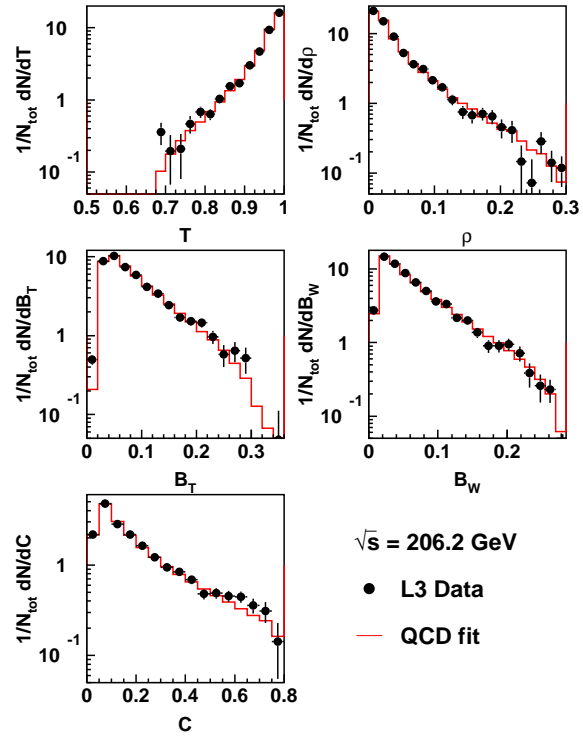 1/N_tot dN/dT
10
1
10^-1
0.5 0.6 0.7 0.8 0.9 1
T
1/N_tot dN/dρ
10
1
10^-1
0 0.1 0.2 0.3
ρ
1/N_tot dN/dB_T
10
1
10^-1
0 0.1 0.2 0.3
B_T
1/N_tot dN/dB_W
10
1
10^-1
0 0.1 0.2
B_W
1/N_tot dN/dC
1
10^-1
0 0.2 0.4 0.6 0.8
C
√s = 206.2 GeV
L3 Data
QCD fit